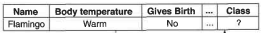 Name Body temperature Gives Birth ... Class
Flamingo Warm No ... ?